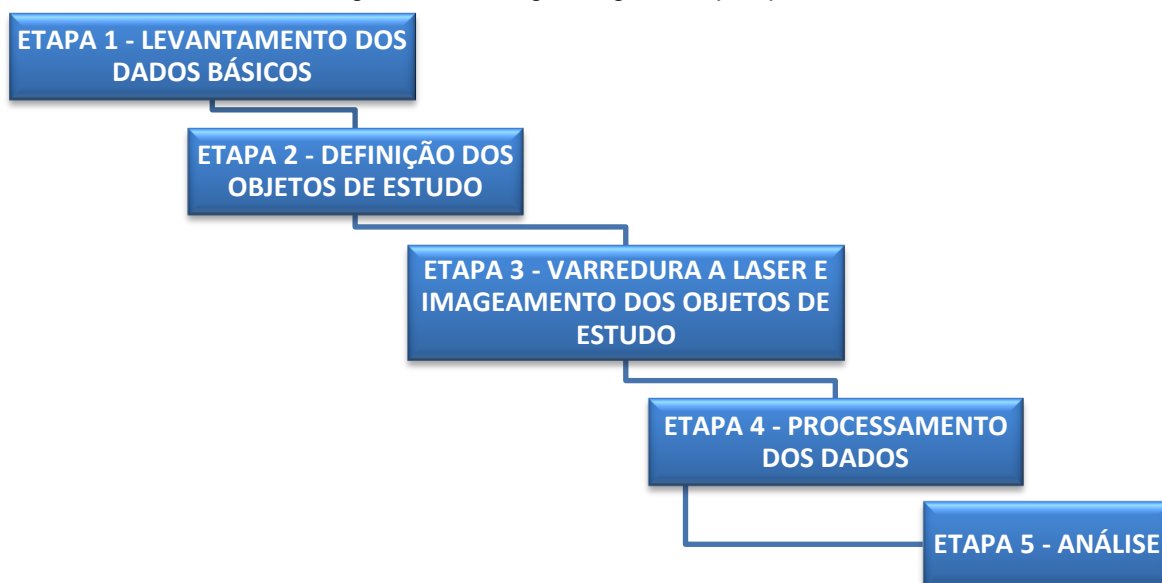 ETAPA 1 - LEVANTAMENTO DOS
DADOS BÁSICOS
ETAPA 2 - DEFINIÇÃO DOS
OBJETOS DE ESTUDO
ETAPA 3 - VARREDURA A LASER E
IMAGEAMENTO DOS OBJETOS DE
ESTUDO
ETAPA 4 - PROCESSAMENTO
DOS DADOS
ETAPA 5 - ANÁLISE